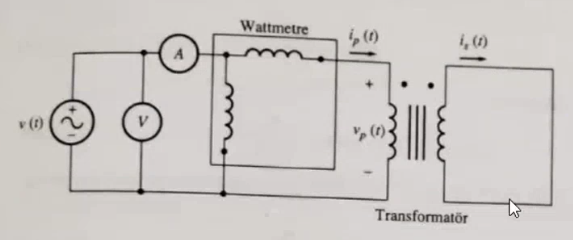 Wattmetre
A
i_p (t)
i_s (t)
+
v (t)
+
−
V
v_p (t)
−
Transformatör